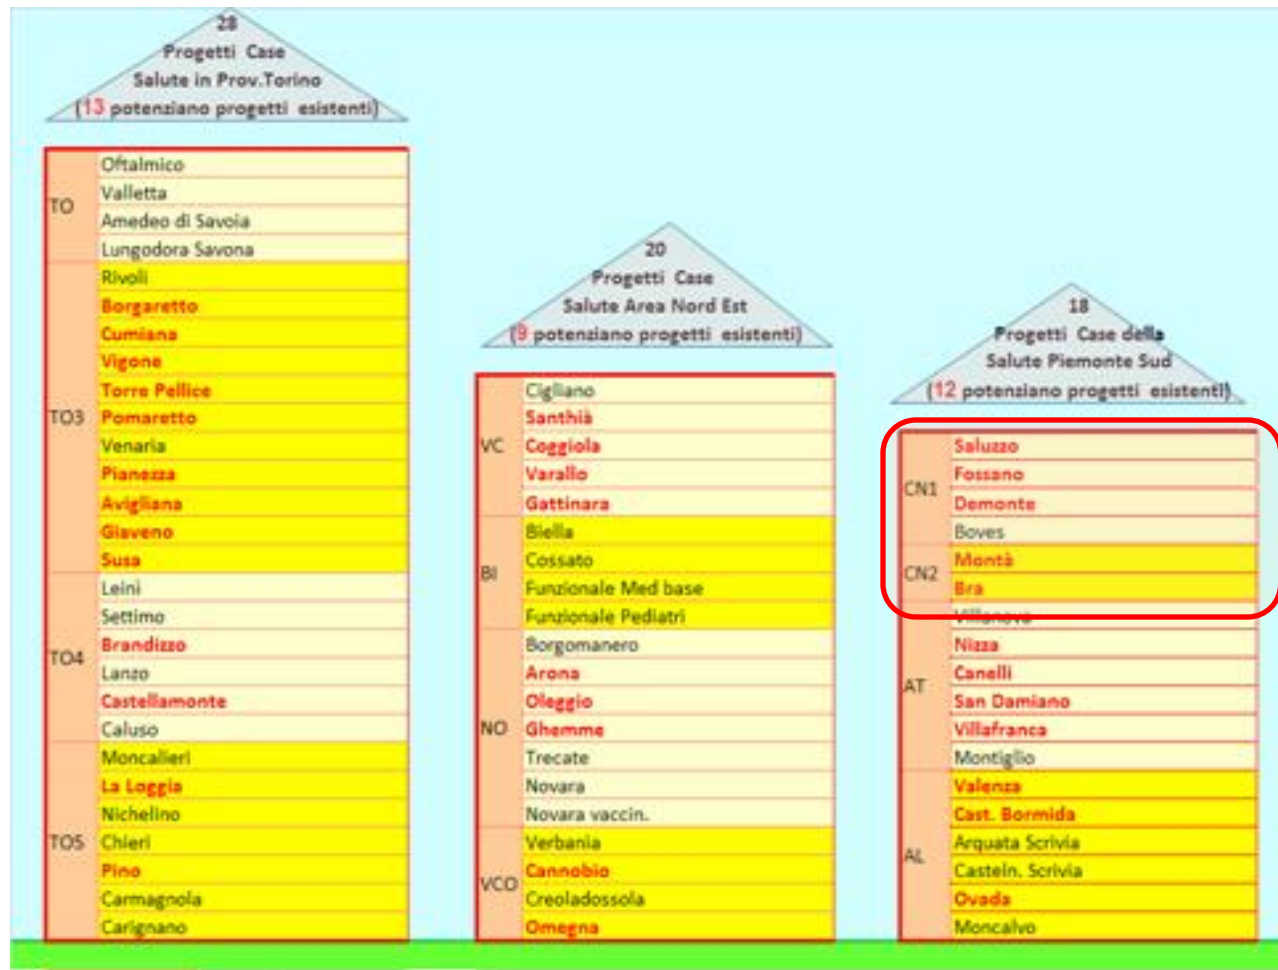 28
Progetti Case
Salute in Prov.Torino
(13 potenziano progetti esistenti)
TO
Oftalmico
Valletta
Amedeo di Savoia
Lungodora Savona
TO3
Rivoli
Borgaretto
Cumiana
Vigone
Torre Pellice
Pomaretto
Venaria
Pianezza
Avigliana
Giaveno
Susa
TO4
Leini
Settimo
Brandizzo
Lanzo
Castellamonte
Caluso
TO5
Moncalieri
La Loggia
Nichelino
Chieri
Pino
Carmagnola
Carignano
20
Progetti Case
Salute Area Nord Est
(9 potenziano progetti esistenti)
VC
Cigliano
Santhià
Coggiola
Varallo
Gattinara
BI
Biella
Cossato
Funzionale Med base
Funzionale Pediatri
NO
Borgomanero
Arona
Oleggio
Ghemme
Trecate
Novara
Novara vaccin.
VCO
Verbania
Cannobio
Creoladossola
Omegna
18
Progetti Case della
Salute Piemonte Sud
(12 potenziano progetti esistenti)
CN1
Saluzzo
Fossano
Demonte
Boves
CN2
Montà
Bra
AT
Villanova
Nizza
Canelli
San Damiano
Villafranca
Montiglio
AL
Valenza
Cast. Bormida
Arquata Scrivia
Casteln. Scrivia
Ovada
Moncalvo